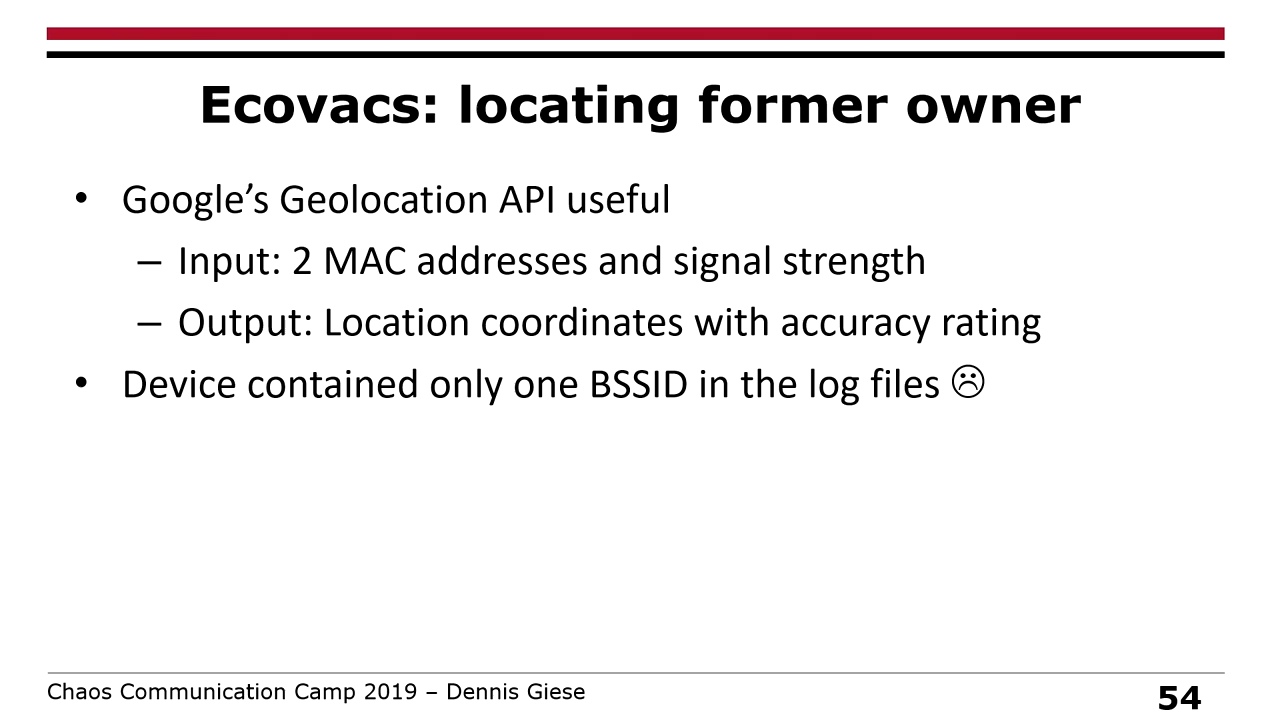 Ecovacs: locating former owner
• Google’s Geolocation API useful
– Input: 2 MAC addresses and signal strength
– Output: Location coordinates with accuracy rating
• Device contained only one BSSID in the log files ☹
Chaos Communication Camp 2019 – Dennis Giese
54